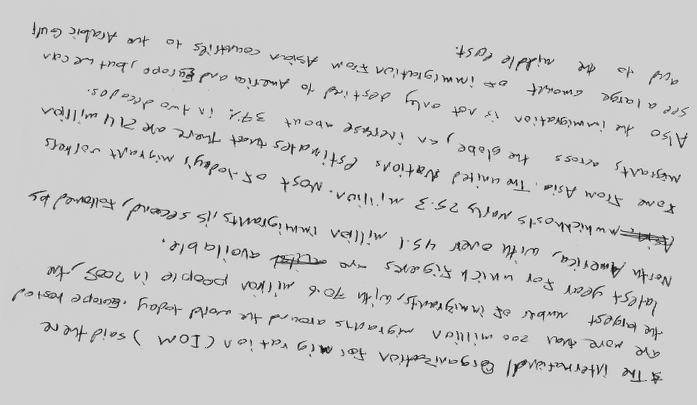 * The international Organization for migration (IOM) said there
are more than 200 million migrants around the world today. Europe hosted
the biggest number of immigrants, with 70.6 million people in 2005, the
latest year for which figures are available.
North America, with over 45.1 million immigrants, is second, followed by
Asia, which hosts nearly 25.3 million. Most of today's migrant workers
come from Asia. The united Nations Estimates that there are 214 million
migrants across the globe, an increase about 37% in two decades.
Also the immigration is not only destined to America and Europe, but we can
see a large amount of immigration from Asian countries to the Arabic Gulf
and to the middle East.